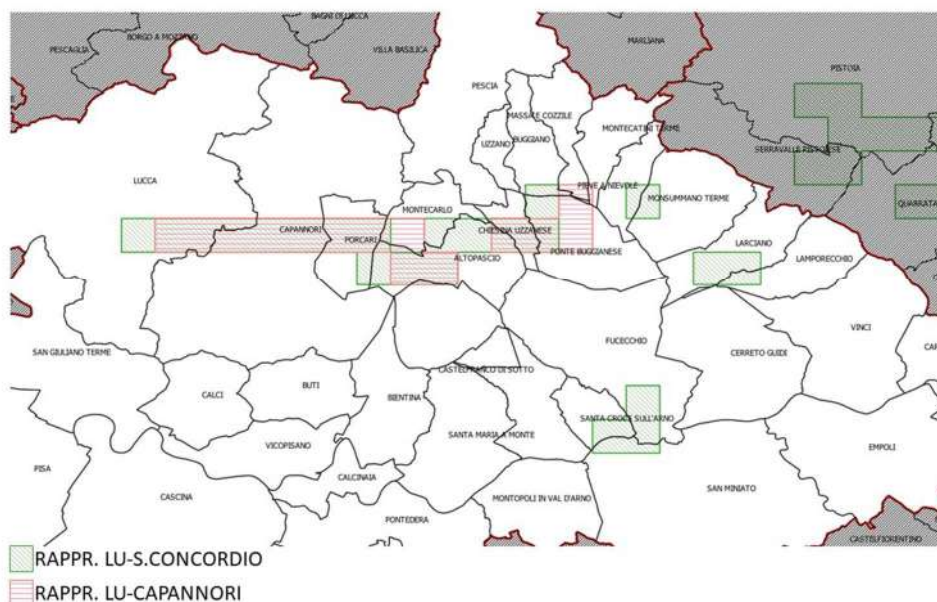 BAGNI DI LUCCA
BORGO A MOZZANO
MARLIANA
PESCAGLIA
VILLA BASILICA
PISTOIA
PESCIA
MASSA E COZZILE
MONTECATINI TERME
BUGGIANO
UZZANO
SERRAVALLE PISTOIESE
LUCCA
PIEVE A NIEVOLE
MONSUMMANO TERME
QUARRATA
MONTECARLO
CAPANNORI
CHIESINA UZZANESE
PORCARI
LARCIANO
PONTE BUGGIANESE
ALTOPASCIO
LAMPORECCHIO
VINCI
FUCECCHIO
SAN GIULIANO TERME
CERRETO GUIDI
CAP
CASTELFRANCO DI SOTTO
BUTI
CALCI
BIENTINA
SANTA CROCE SULL'ARNO
SANTA MARIA A MONTE
VICOPISANO
EMPOLI
PISA
CALCINAIA
SAN MINIATO
CASCINA
MONTOPOLI IN VAL D'ARNO
PONTEDERA
CASTELFIORENTINO
RAPPR. LU-S.CONCORDIO
RAPPR. LU-CAPANNORI